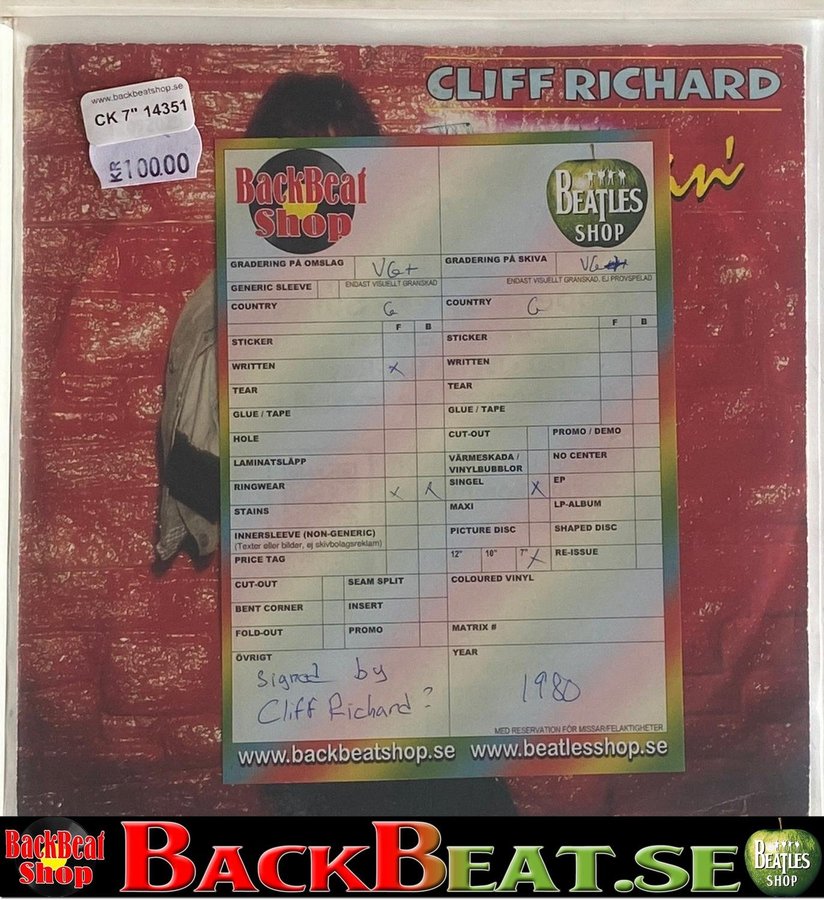 CLIFF RICHARD
in'
www.backbeatshop.se
CK 7" 14351
KR100.00
BackBeat
Shop
BEATLES
SHOP
GRADERING PÅ OMSLAG VG+ GRADERING PÅ SKIVA VG
GENERIC SLEEVE ENDAST VISUELLT GRANSKAD ENDAST VISUELLT GRANSKAD, EJ PROVSPELAD
COUNTRY G COUNTRY G
F B F B
STICKER STICKER
WRITTEN x WRITTEN
TEAR TEAR
GLUE / TAPE GLUE / TAPE
HOLE CUT-OUT PROMO / DEMO
LAMINATSLÄPP VÄRMESKADA / VINYLBUBBLOR NO CENTER
RINGWEAR x x SINGEL x EP
STAINS MAXI LP-ALBUM
INNERSLEEVE (NON-GENERIC) PICTURE DISC SHAPED DISC
(Texter eller bilder, ej skivbolagsreklam)
PRICE TAG 12" 10" 7" x RE-ISSUE
CUT-OUT SEAM SPLIT COLOURED VINYL
BENT CORNER INSERT
FOLD-OUT PROMO MATRIX #
ÖVRIGT YEAR
Signed by
Cliff Richard?
1980
MED RESERVATION FÖR MISSAR/FELAKTIGHETER
www.backbeatshop.se www.beatlesshop.se
BackBeat
Shop
BACKBEAT.SE
BEATLES
SHOP